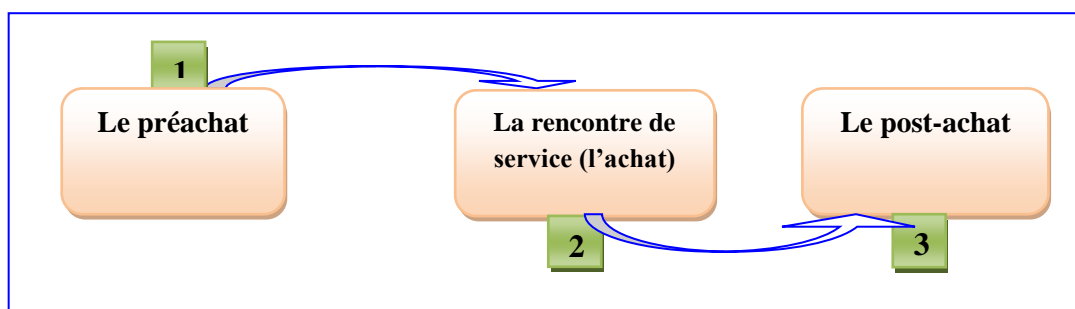 1
Le préachat
La rencontre de
service (l’achat)
Le post-achat
2
3